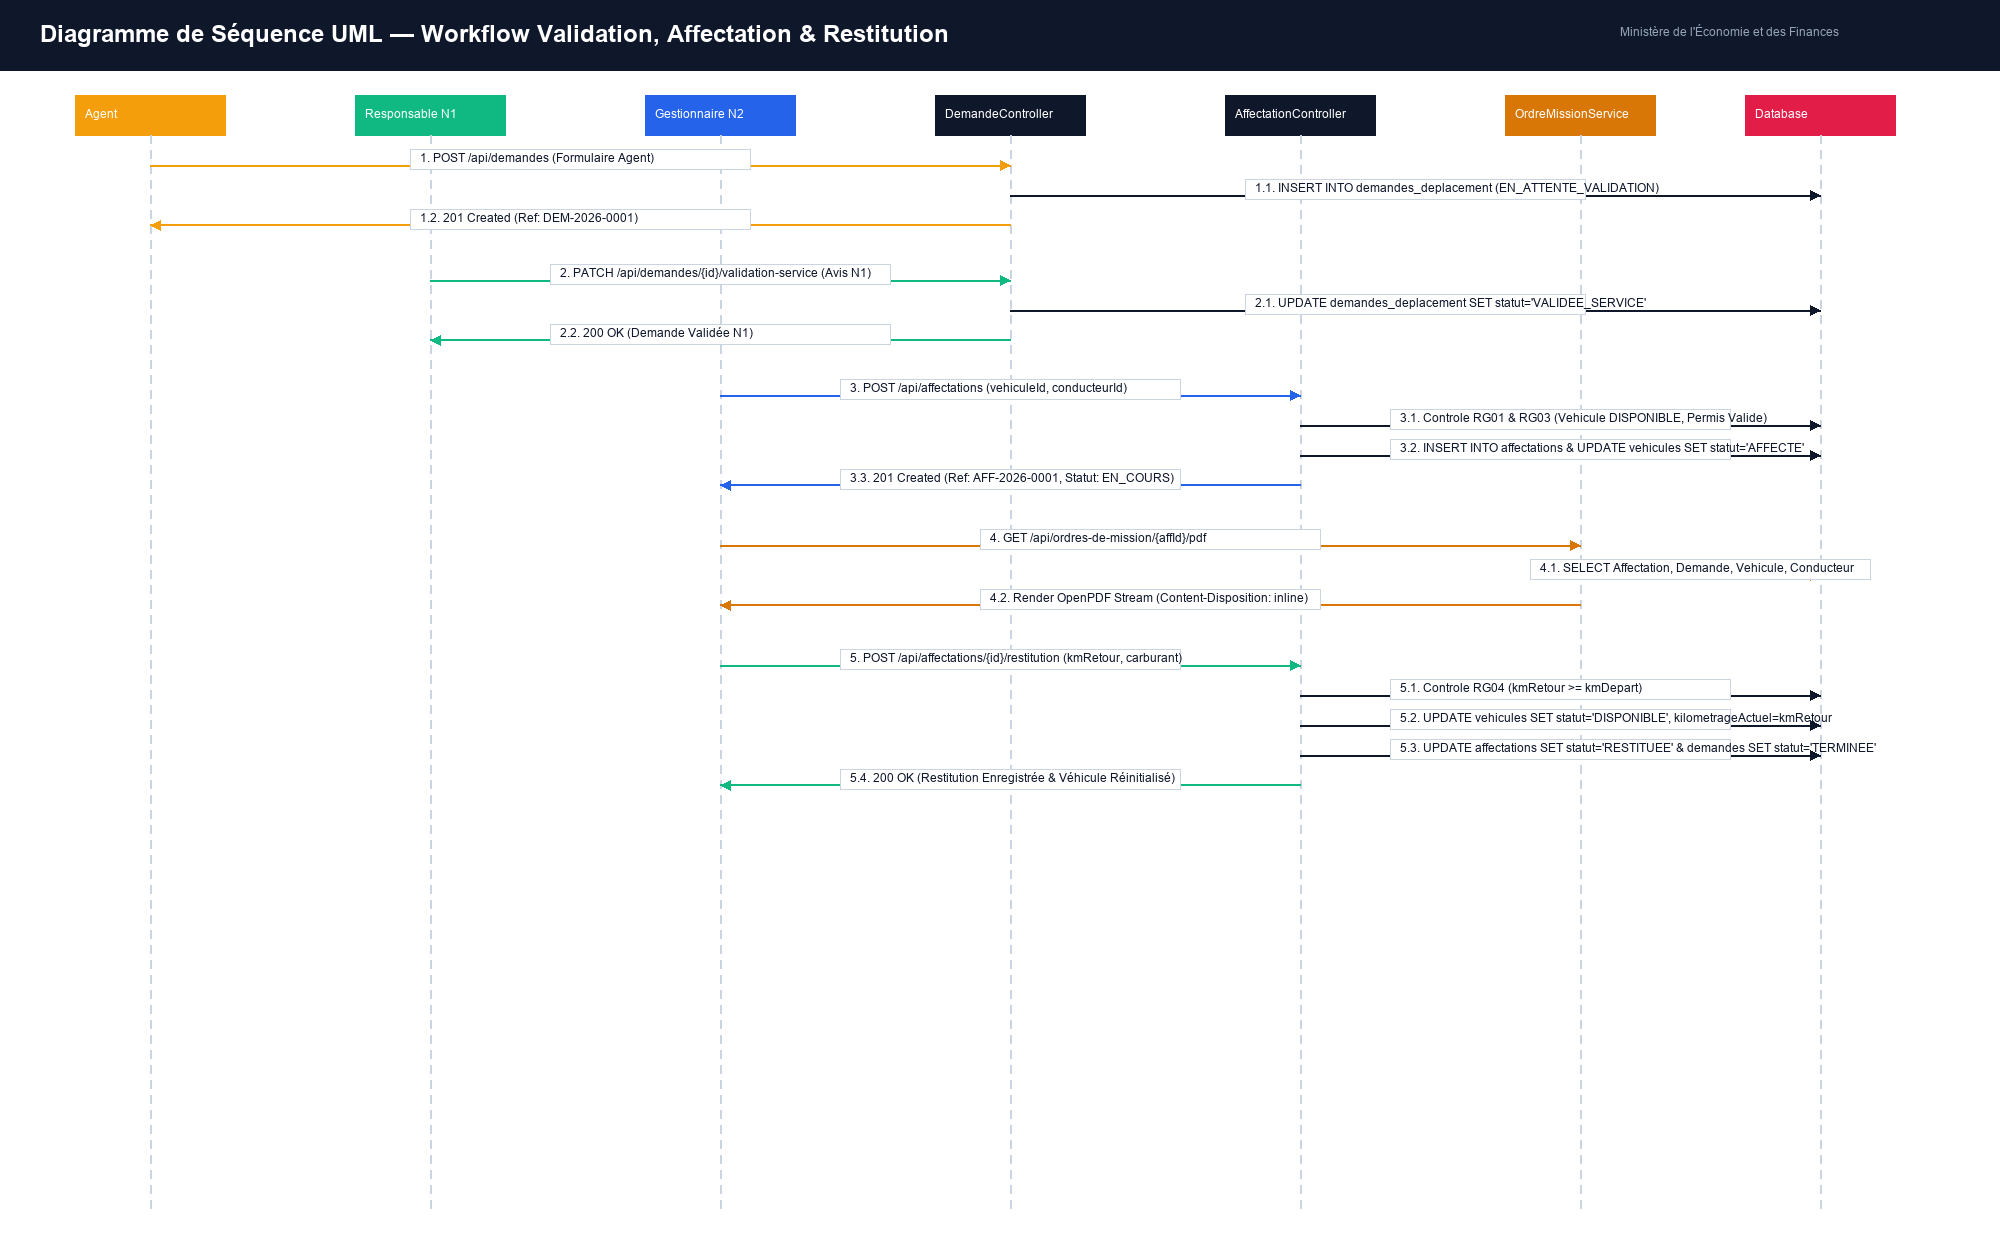 Diagramme de Séquence UML — Workflow Validation, Affectation & Restitution
Ministère de l'Économie et des Finances
Agent
Responsable N1
Gestionnaire N2
DemandeController
AffectationController
OrdreMissionService
Database
1. POST /api/demandes (Formulaire Agent)
1.1. INSERT INTO demandes_deplacement (EN_ATTENTE_VALIDATION)
1.2. 201 Created (Ref: DEM-2026-0001)
2. PATCH /api/demandes/{id}/validation-service (Avis N1)
2.1. UPDATE demandes_deplacement SET statut='VALIDEE_SERVICE'
2.2. 200 OK (Demande Validée N1)
3. POST /api/affectations (vehiculeId, conducteurId)
3.1. Controle RG01 & RG03 (Vehicule DISPONIBLE, Permis Valide)
3.2. INSERT INTO affectations & UPDATE vehicules SET statut='AFFECTE'
3.3. 201 Created (Ref: AFF-2026-0001, Statut: EN_COURS)
4. GET /api/ordres-de-mission/{affId}/pdf
4.1. SELECT Affectation, Demande, Vehicule, Conducteur
4.2. Render OpenPDF Stream (Content-Disposition: inline)
5. POST /api/affectations/{id}/restitution (kmRetour, carburant)
5.1. Controle RG04 (kmRetour >= kmDepart)
5.2. UPDATE vehicules SET statut='DISPONIBLE', kilometrageActuel=kmRetour
5.3. UPDATE affectations SET statut='RESTITUEE' & demandes SET statut='TERMINEE'
5.4. 200 OK (Restitution Enregistrée & Véhicule Réinitialisé)